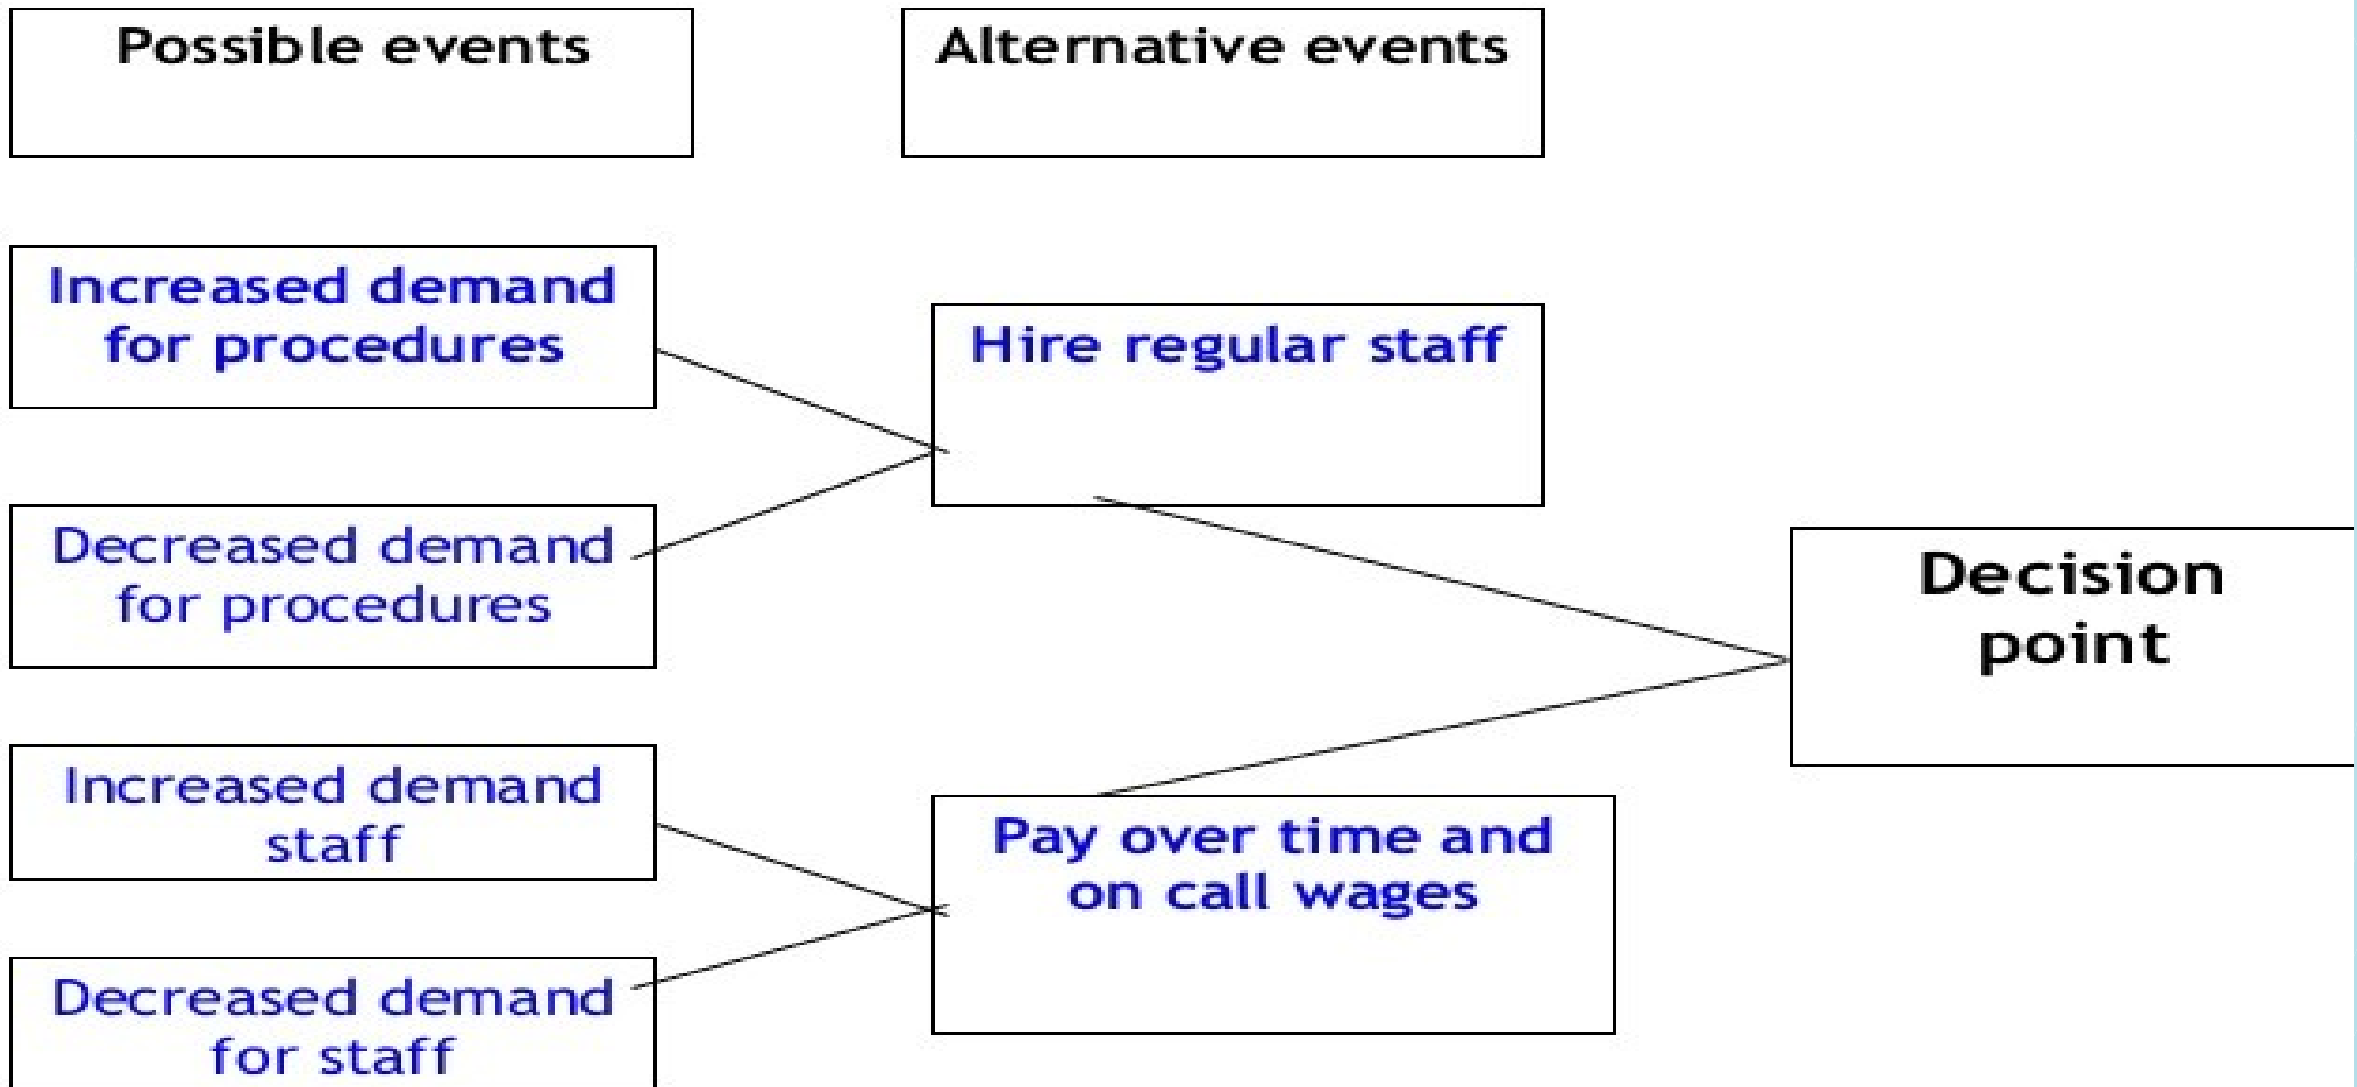 Possible events
Alternative events
Increased demand
for procedures
Hire regular staff
Decreased demand
for procedures
Decision
point
Increased demand
staff
Pay over time and
on call wages
Decreased demand
for staff